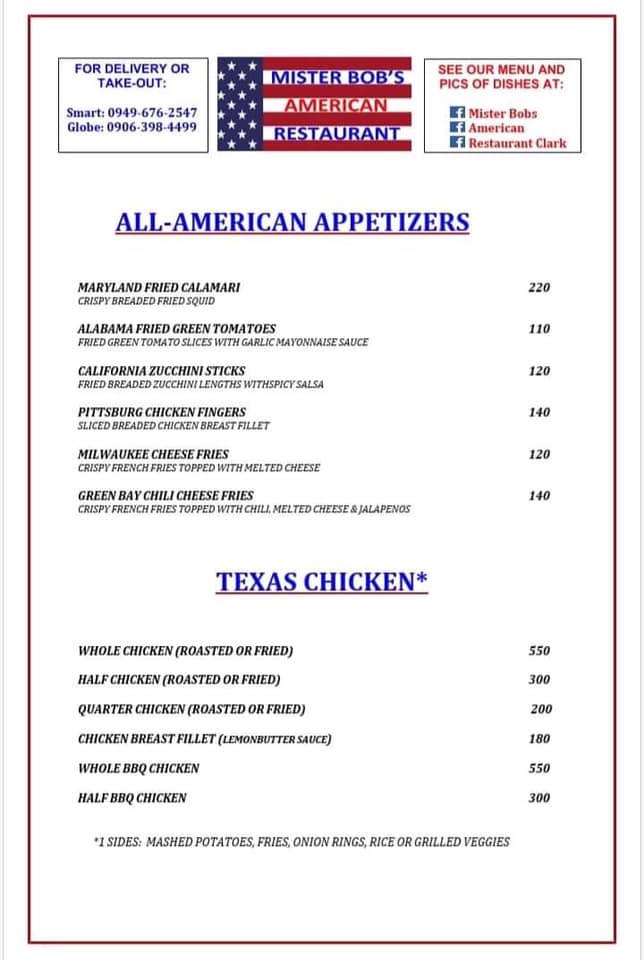 FOR DELIVERY OR
TAKE-OUT:
Smart: 0949-676-2547
Globe: 0906-398-4499
MISTER BOB'S
AMERICAN
RESTAURANT
SEE OUR MENU AND
PICS OF DISHES AT:
Mister Bobs
American
Restaurant Clark
ALL-AMERICAN APPETIZERS
MARYLAND FRIED CALAMARI 220
CRISPY BREADED FRIED SQUID
ALABAMA FRIED GREEN TOMATOES 110
FRIED GREEN TOMATO SLICES WITH GARLIC MAYONNAISE SAUCE
CALIFORNIA ZUCCHINI STICKS 120
FRIED BREADED ZUCCHINI LENGTHS WITHSPICY SALSA
PITTSBURG CHICKEN FINGERS 140
SLICED BREADED CHICKEN BREAST FILLET
MILWAUKEE CHEESE FRIES 120
CRISPY FRENCH FRIES TOPPED WITH MELTED CHEESE
GREEN BAY CHILI CHEESE FRIES 140
CRISPY FRENCH FRIES TOPPED WITH CHILI, MELTED CHEESE & JALAPENOS
TEXAS CHICKEN*
WHOLE CHICKEN (ROASTED OR FRIED) 550
HALF CHICKEN (ROASTED OR FRIED) 300
QUARTER CHICKEN (ROASTED OR FRIED) 200
CHICKEN BREAST FILLET (LEMONBUTTER SAUCE) 180
WHOLE BBQ CHICKEN 550
HALF BBQ CHICKEN 300
*1 SIDES: MASHED POTATOES, FRIES, ONION RINGS, RICE OR GRILLED VEGGIES